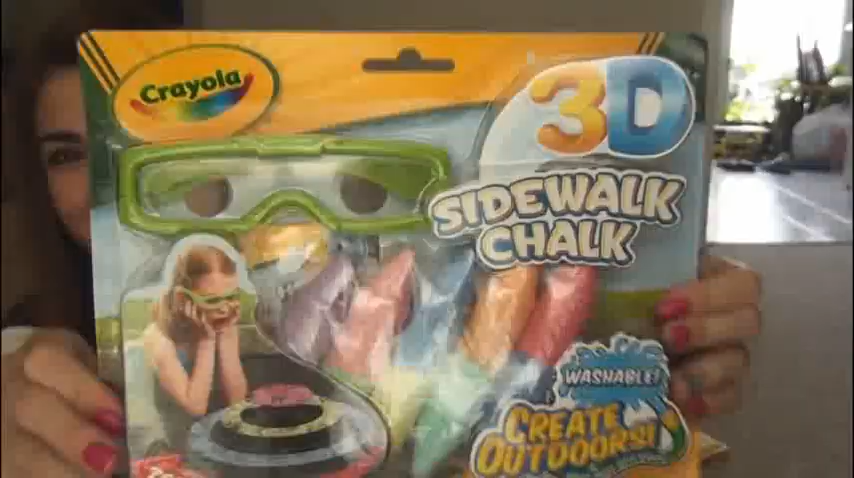 Crayola
3D
SIDEWALK
CHALK
WASHABLE!
CREATE
OUTDOORS!